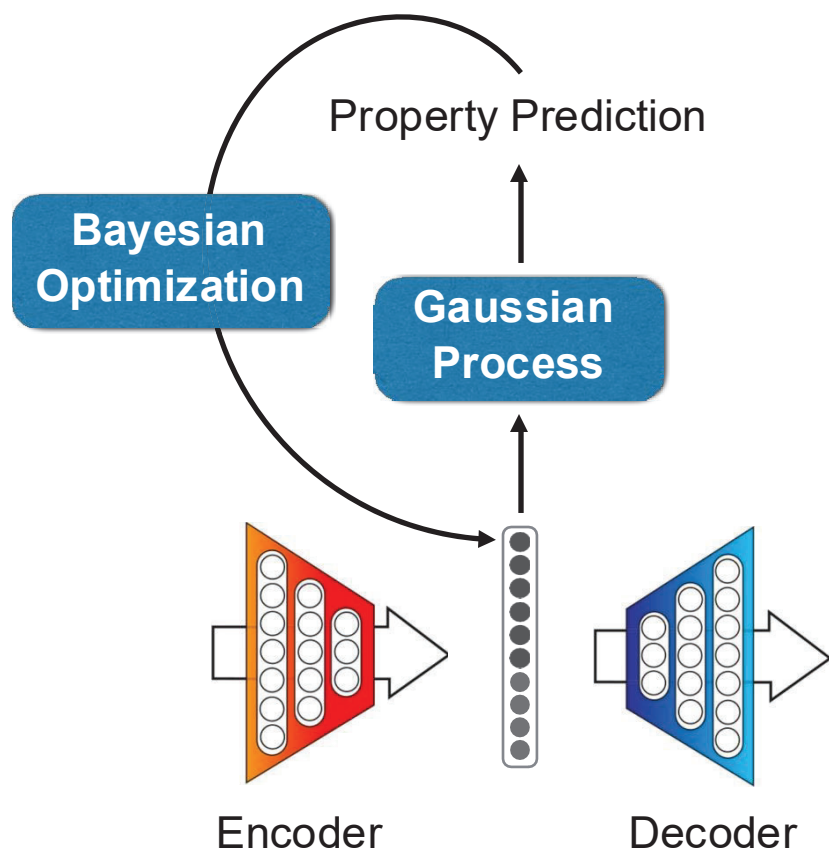 Property Prediction
Bayesian
Optimization
Gaussian
Process
Encoder
Decoder